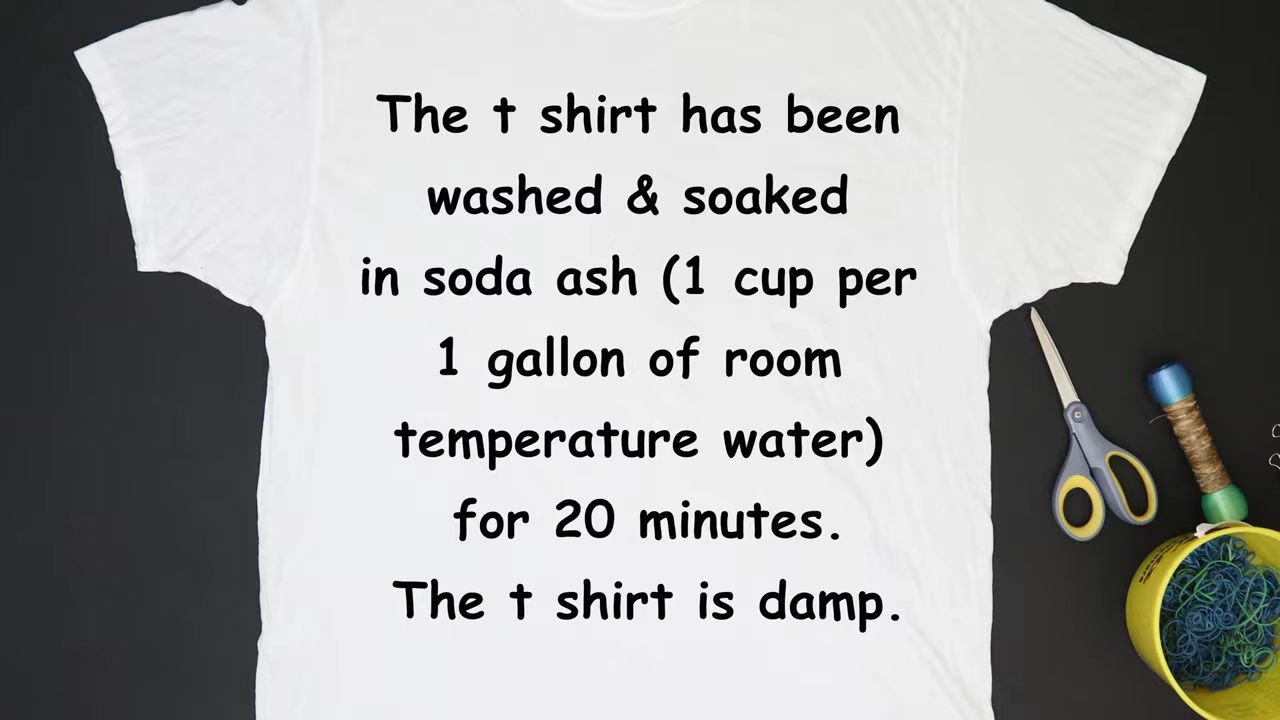 The t shirt has been
washed & soaked
in soda ash (1 cup per
1 gallon of room
temperature water)
for 20 minutes.
The t shirt is damp.